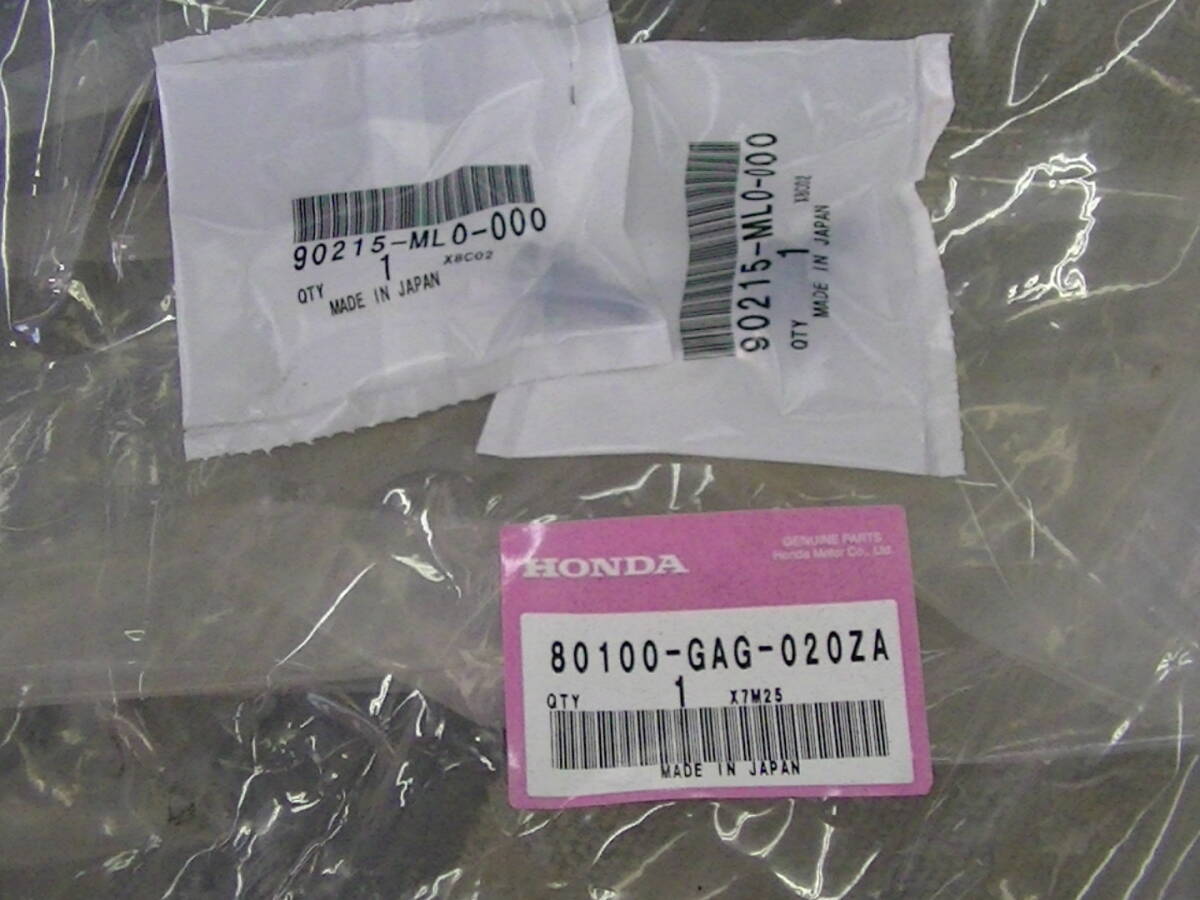 90215-ML0-000
X8C02
QTY 1
MADE IN JAPAN
90215-ML0-000
X8C02
QTY 1
MADE IN JAPAN
HONDA
GENUINE PARTS
Honda Motor Co., Ltd.
80100-GAG-020ZA
QTY 1 X7M25
MADE IN JAPAN